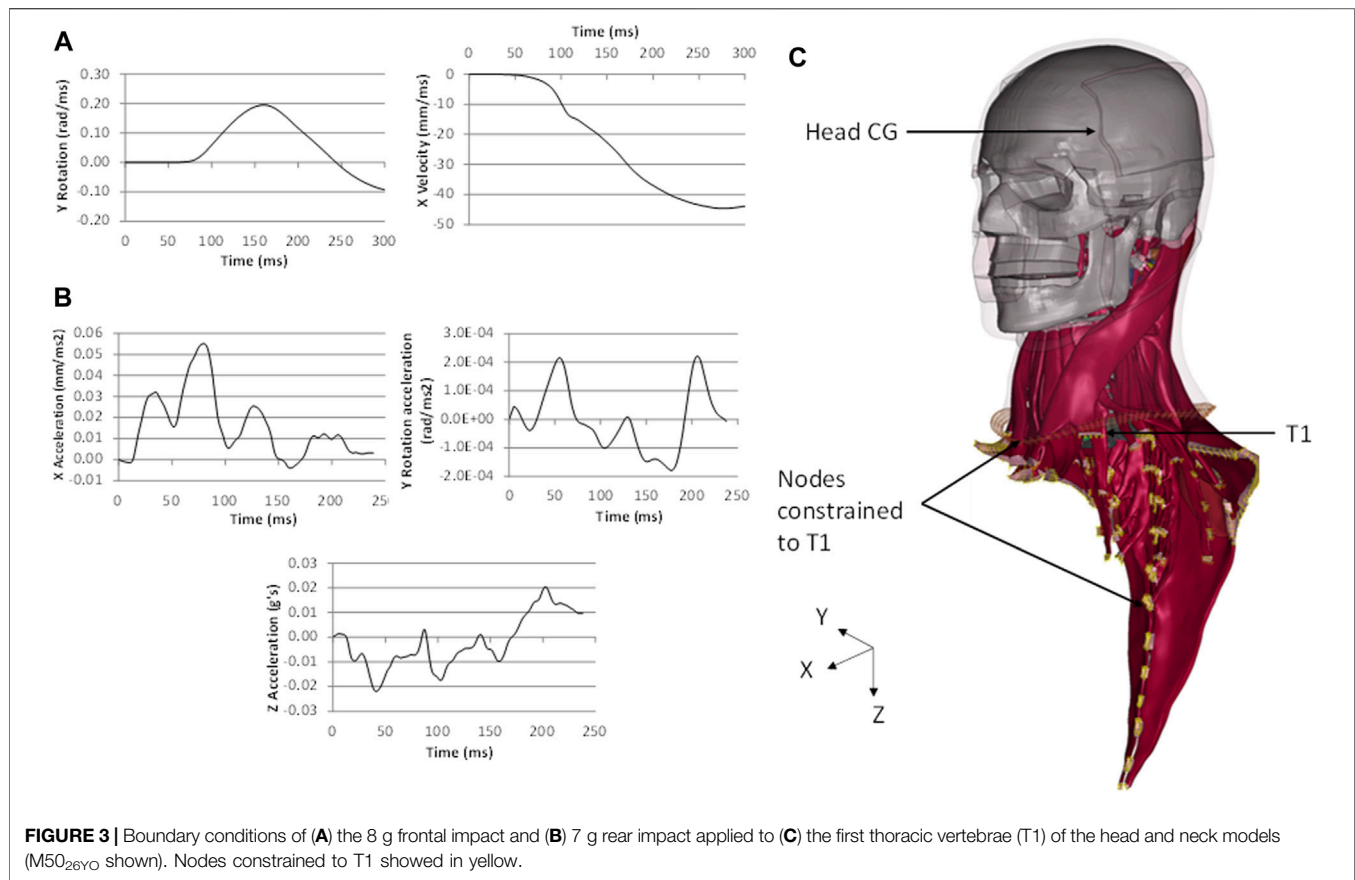 A
Y Rotation (rad/ms)
0.30
0.20
0.10
0.00
-0.10
-0.20
0 50 100 150 200 250 300
Time (ms)
Time (ms)
0 50 100 150 200 250 300
X Velocity (mm/ms)
0
-10
-20
-30
-40
-50
B
X Acceleration (mm/ms2)
0.06
0.05
0.04
0.03
0.02
0.01
0.00
-0.01
0 50 100 150 200 250
Time (ms)
Y Rotation acceleration
(rad/ms2)
3.0E-04
2.0E-04
1.0E-04
0.0E+00
-1.0E-04
-2.0E-04
0 50 100 150 200 250
Time (ms)
Z Acceleration (g's)
0.03
0.02
0.01
0.00
-0.01
-0.02
-0.03
0 50 100 150 200 250
Time (ms)
C
Head CG
T1
Nodes
constrained
to T1
Y
X
Z
FIGURE 3 | Boundary conditions of (A) the 8 g frontal impact and (B) 7 g rear impact applied to (C) the first thoracic vertebrae (T1) of the head and neck models
(M5026YO shown). Nodes constrained to T1 showed in yellow.